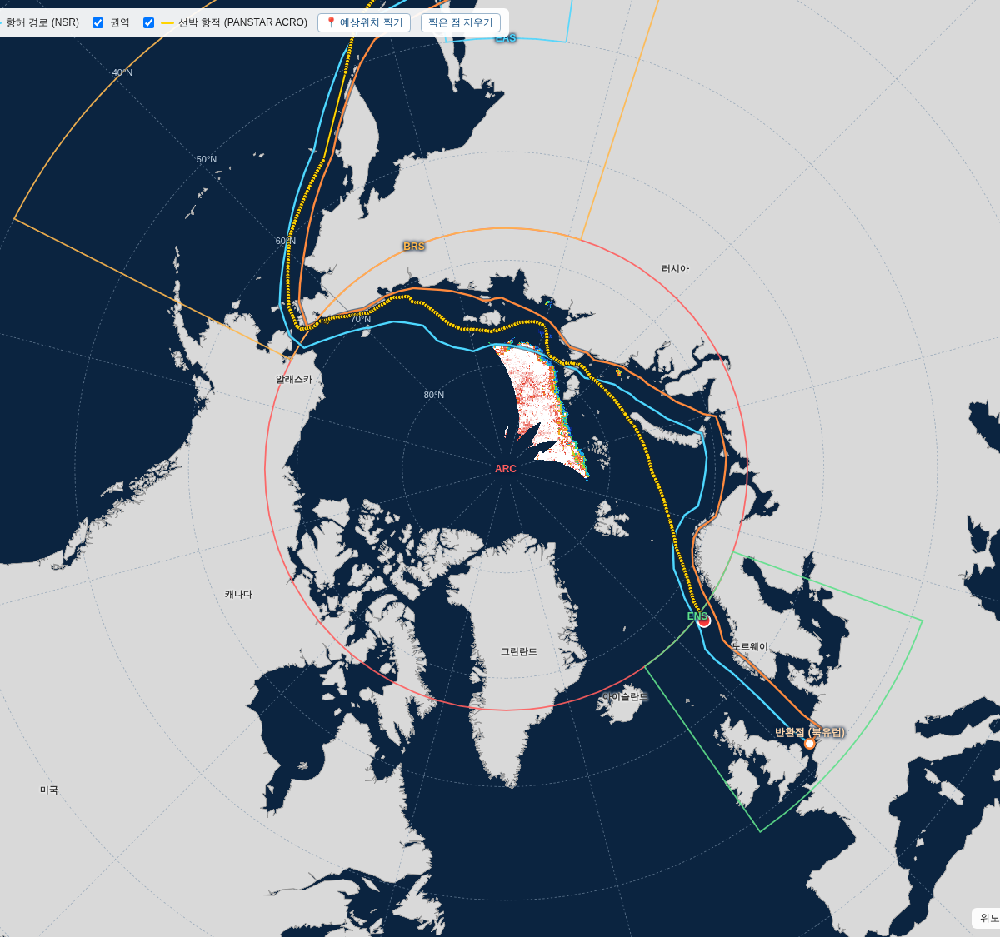 항해 경로 (NSR) 권역 선박 항적 (PANSTAR ACRO) 📍 예상위치 찍기 찍은 점 지우기
EAS
40°N
50°N
60°N
BRS
러시아
70°N
알래스카
80°N
ARC
캐나다
ENS
노르웨이
그린란드
아이슬란드
반환점 (북유럽)
미국
위도